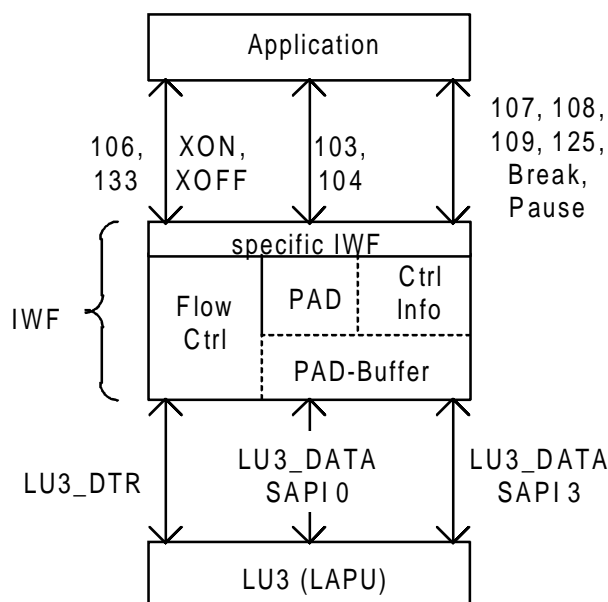 Application
106,
133
XON,
XOFF
103,
104
107, 108,
109, 125,
Break,
Pause
specific IWF
IWF
Flow
Ctrl
PAD
Ctrl
Info
PAD-Buffer
LU3_DTR
LU3_DATA
SAPI 0
LU3_DATA
SAPI 3
LU3 (LAPU)